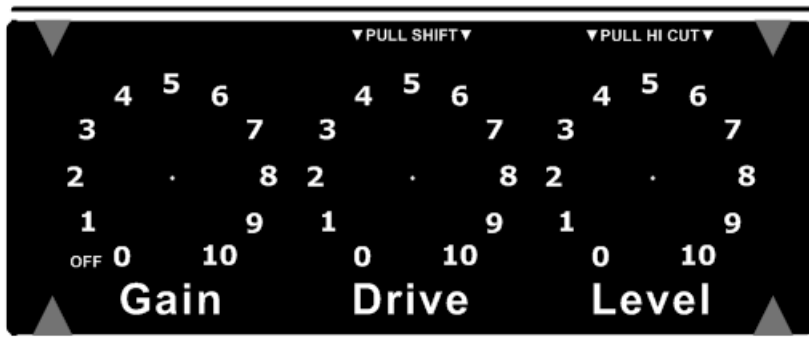 ▼PULL SHIFT▼ ▼PULL HI CUT▼
5 5 5
4 6 4 6 4 6
3 7 3 7 3 7
2 8 2 8 2 8
1 9 1 9 1 9
OFF 0 10 0 10 0 10
Gain Drive Level